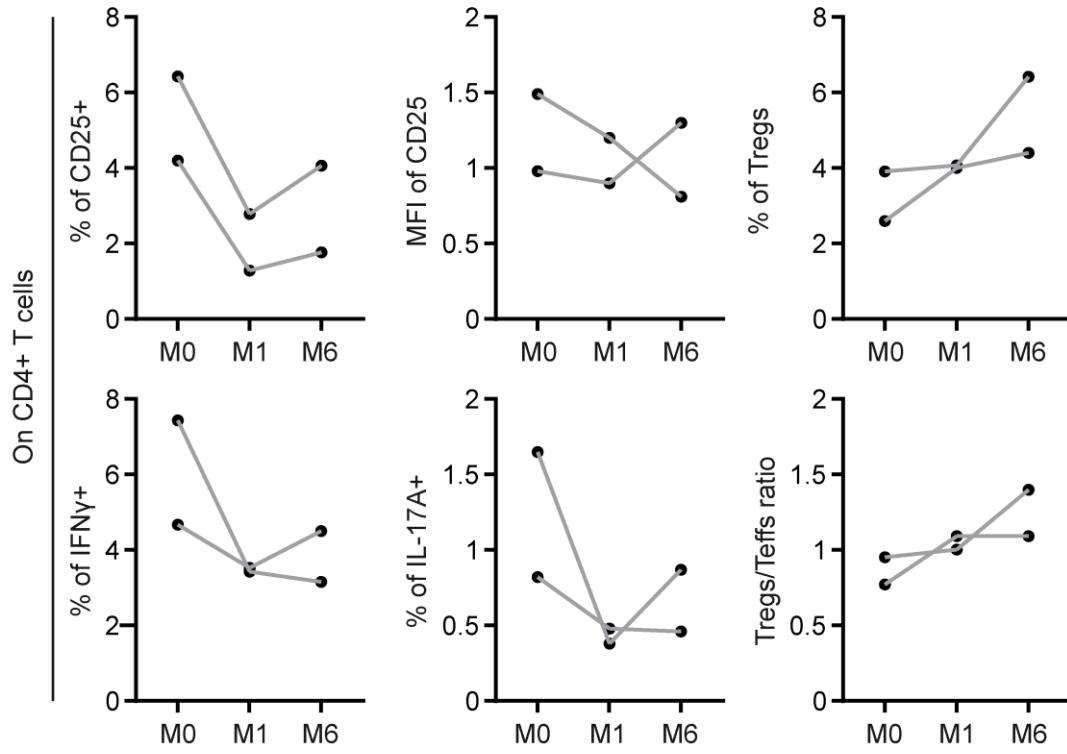 On CD4+ T cells
% of CD25+
8
6
4
2
0
M0 M1 M6
MFI of CD25
2
1.5
1
0.5
0
M0 M1 M6
% of Tregs
8
6
4
2
0
M0 M1 M6
% of IFNγ+
8
6
4
2
0
M0 M1 M6
% of IL-17A+
2
1.5
1
0.5
0
M0 M1 M6
Tregs/Teffs ratio
2
1.5
1
0.5
0
M0 M1 M6